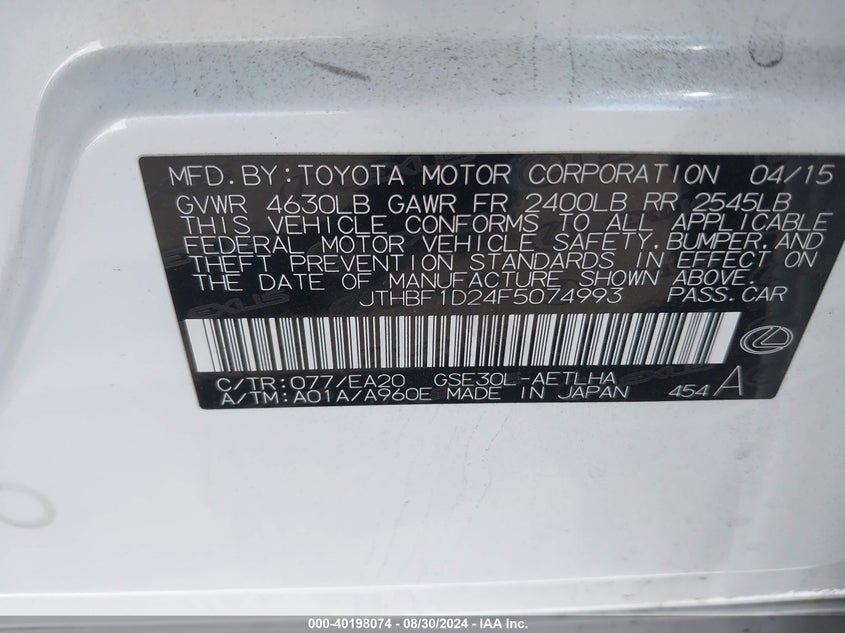 MFD.BY:TOYOTA MOTOR CORPORATION 04/15
GVWR 4630LB GAWR FR 2400LB RR 2545LB
THIS VEHICLE CONFORMS TO ALL APPLICABLE
FEDERAL MOTOR VEHICLE SAFETY,BUMPER,AND
THEFT PREVENTION STANDARDS IN EFFECT ON
THE DATE OF MANUFACTURE SHOWN ABOVE.
JTHBF1D24F5074993 PASS.CAR
C/TR:077/EA20 GSE30L-AETLHA
A/TM:A01A/A960E MADE IN JAPAN 454 A
000-40198074 - 08/30/2024 - IAA Inc.